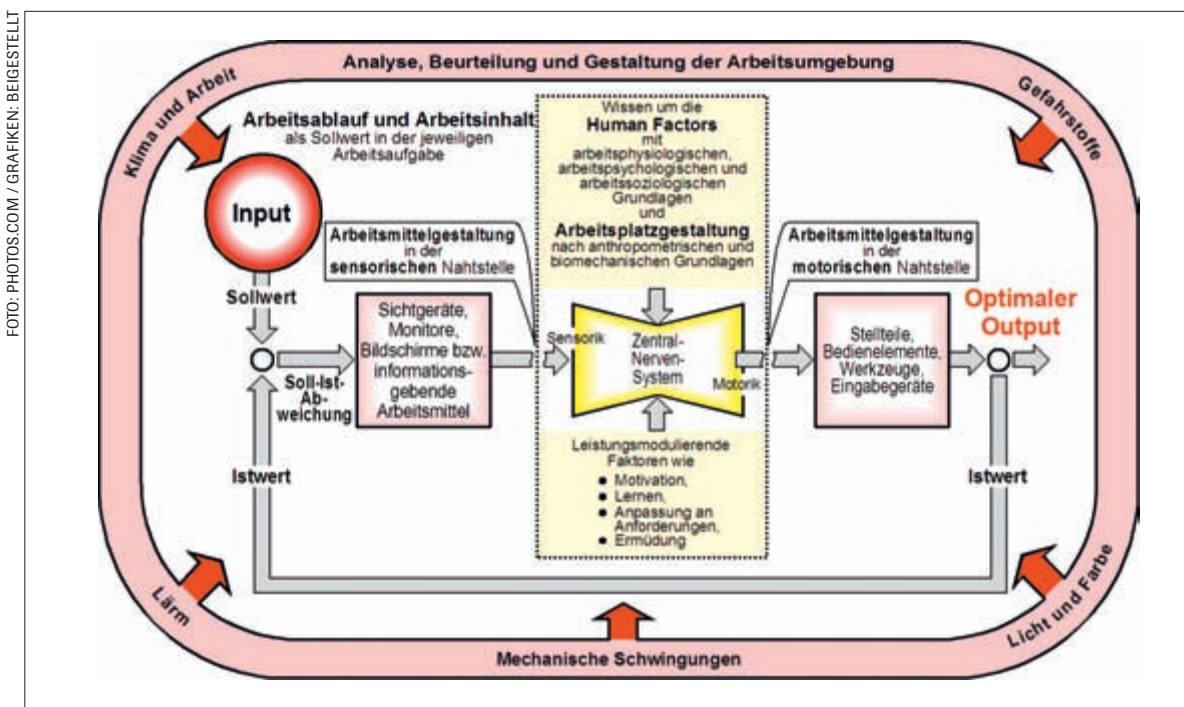 FOTO: PHOTOS.COM / GRAFIKEN: BEIGESTELLT
Analyse, Beurteilung und Gestaltung der Arbeitsumgebung
Klima und Arbeit
Gefahrstoffe
Arbeitsablauf und Arbeitsinhalt
als Sollwert in der jeweiligen
Arbeitsaufgabe
Input
Wissen um die
Human Factors
mit
arbeitsphysiologischen,
arbeitspsychologischen und
arbeitssoziologischen
Grundlagen
und
Arbeitsplatzgestaltung
nach anthropometrischen und
biomechanischen Grundlagen
Arbeitsmittelgestaltung
in der
sensorischen Nahtstelle
Arbeitsmittelgestaltung
in der
motorischen Nahtstelle
Sollwert
Soll-Ist-
Ab-
weichung
Sichtgeräte,
Monitore,
Bildschirme bzw.
informations-
gebende
Arbeitsmittel
Sensorik
Zentral-
Nerven-
System
Motorik
Stellteile,
Bedienelemente,
Werkzeuge,
Eingabegeräte
Optimaler
Output
Leistungsmodulierende
Faktoren wie
● Motivation,
● Lernen,
● Anpassung an
Anforderungen,
● Ermüdung
Istwert
Istwert
Lärm
Mechanische Schwingungen
Licht und Farbe